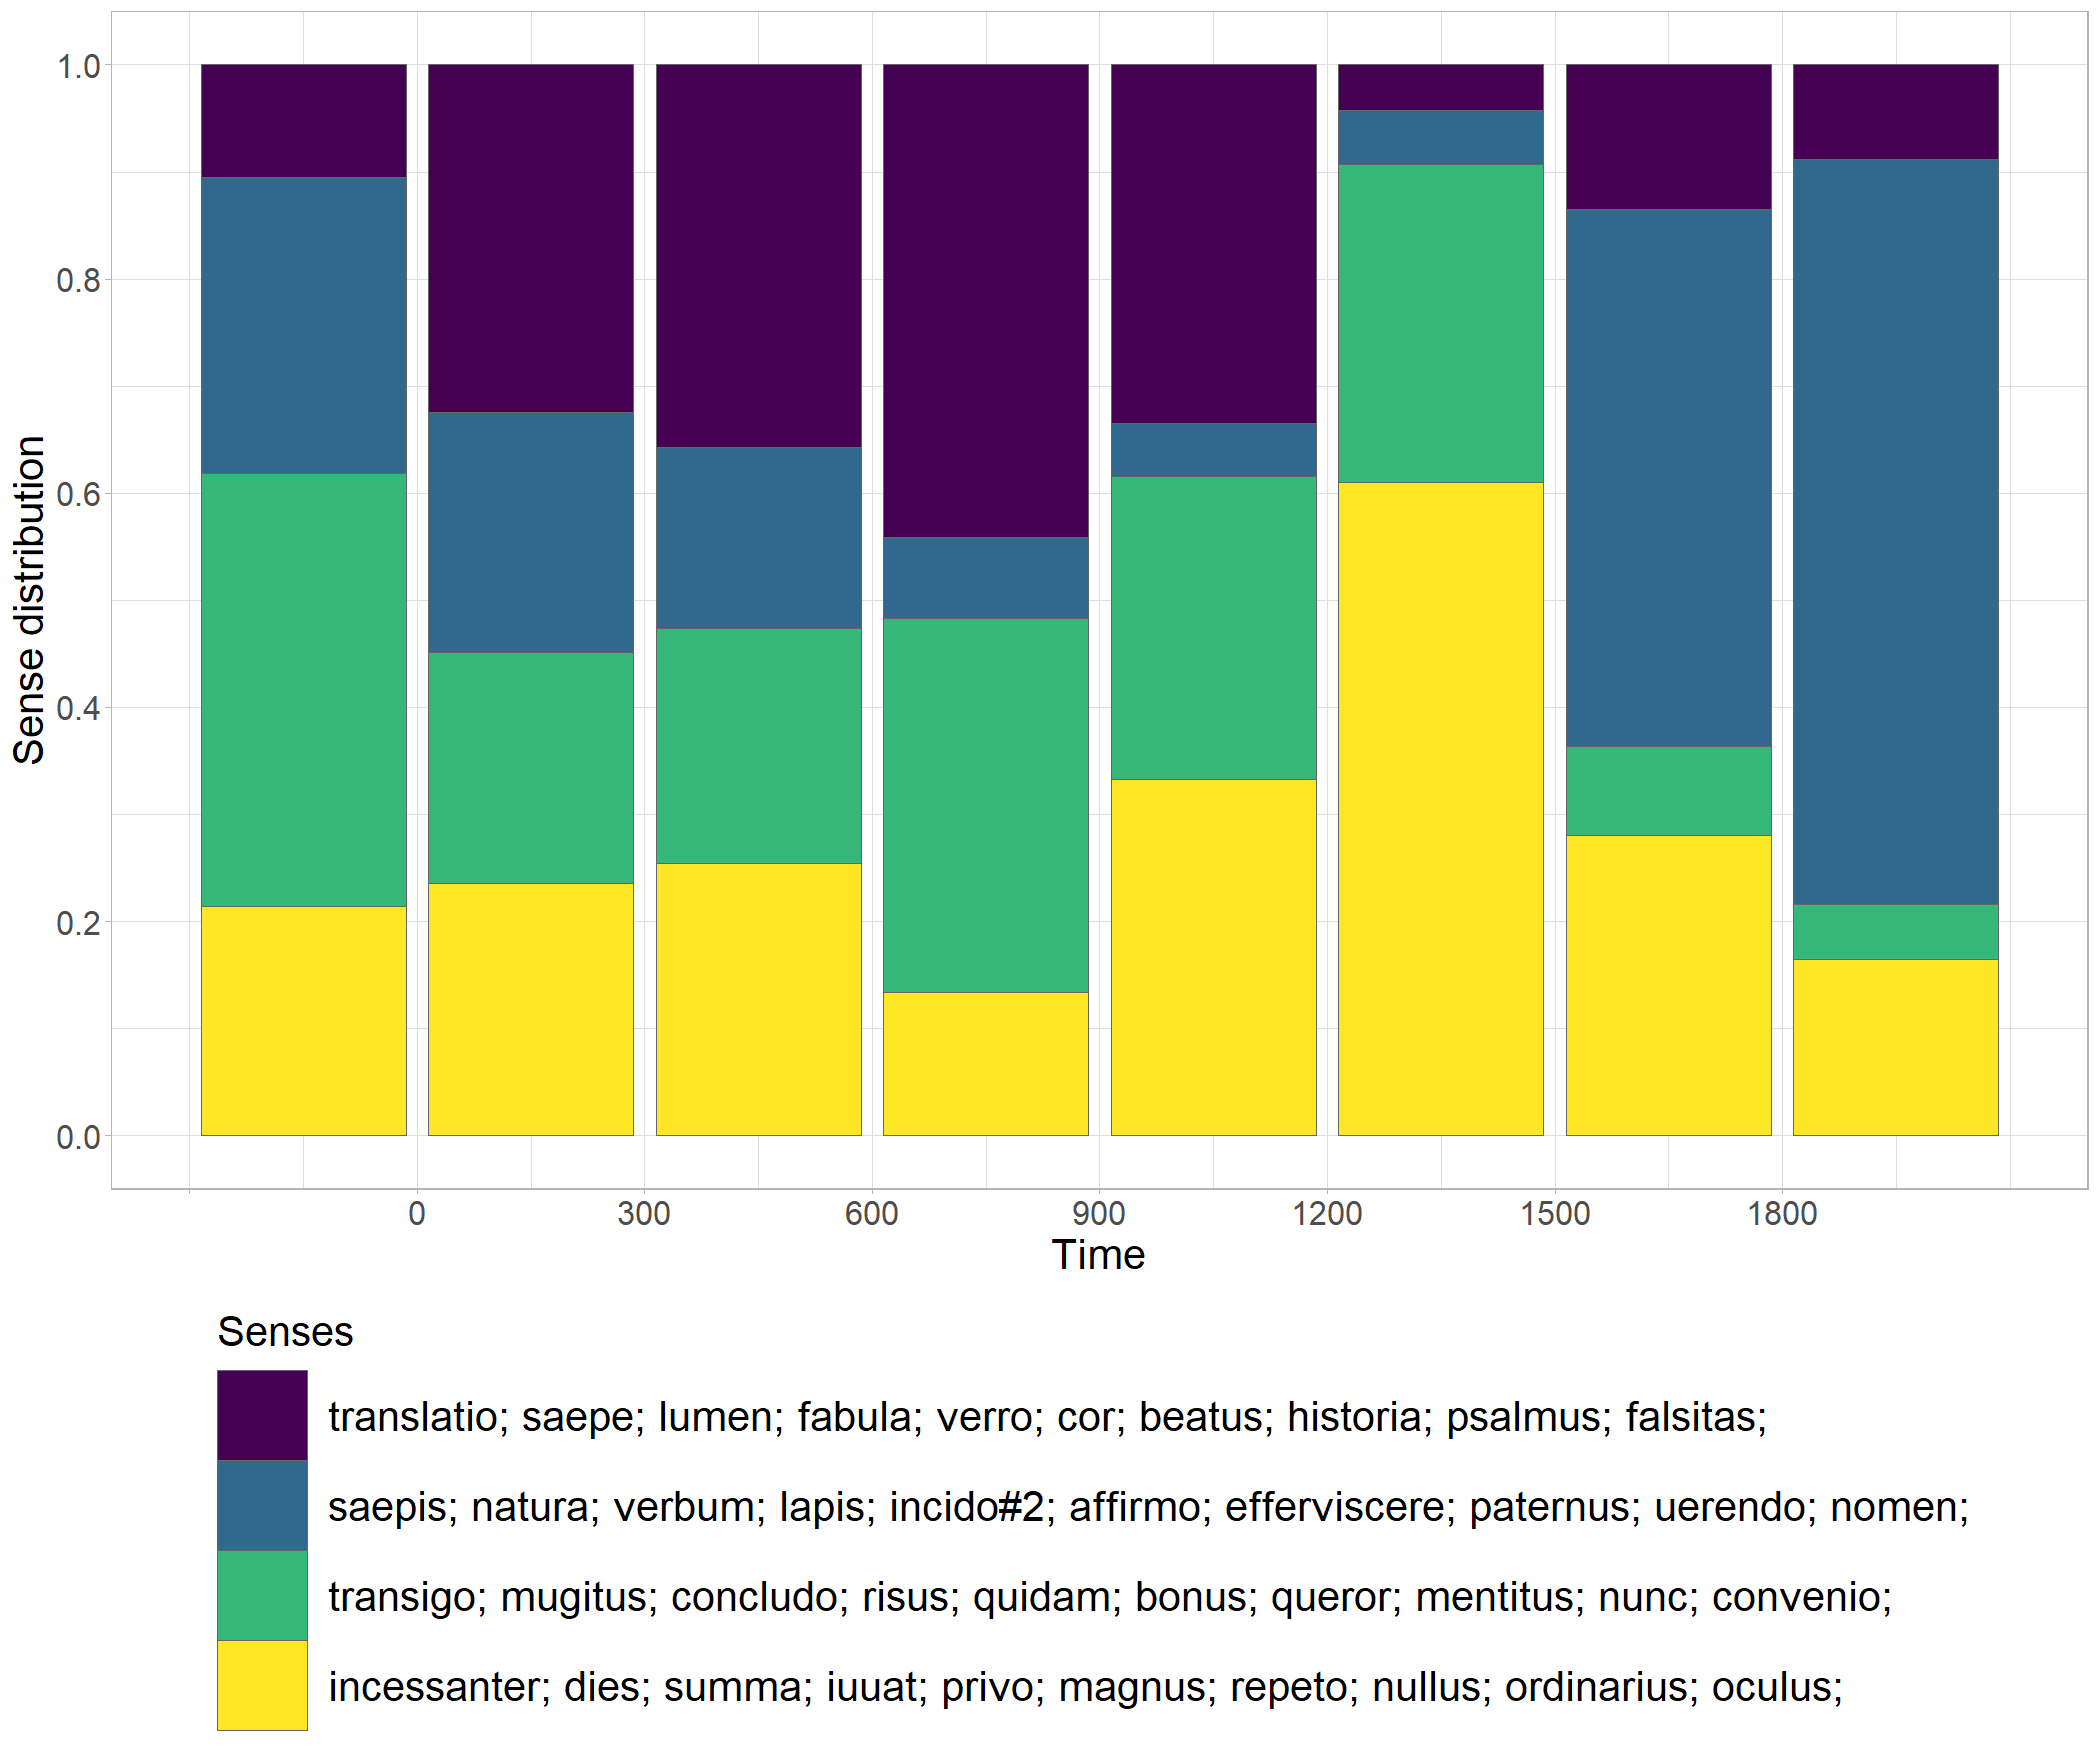 1.0
0.8
0.6
0.4
0.2
0.0
Sense distribution
0 300 600 900 1200 1500 1800
Time
Senses
translatio; saepe; lumen; fabula; verro; cor; beatus; historia; psalmus; falsitas;
saepis; natura; verbum; lapis; incido#2; affirmo; efferviscere; paternus; uerendo; nomen;
transigo; mugitus; concludo; risus; quidam; bonus; queror; mentitus; nunc; convenio;
incessanter; dies; summa; iuuat; privo; magnus; repeto; nullus; ordinarius; oculus;